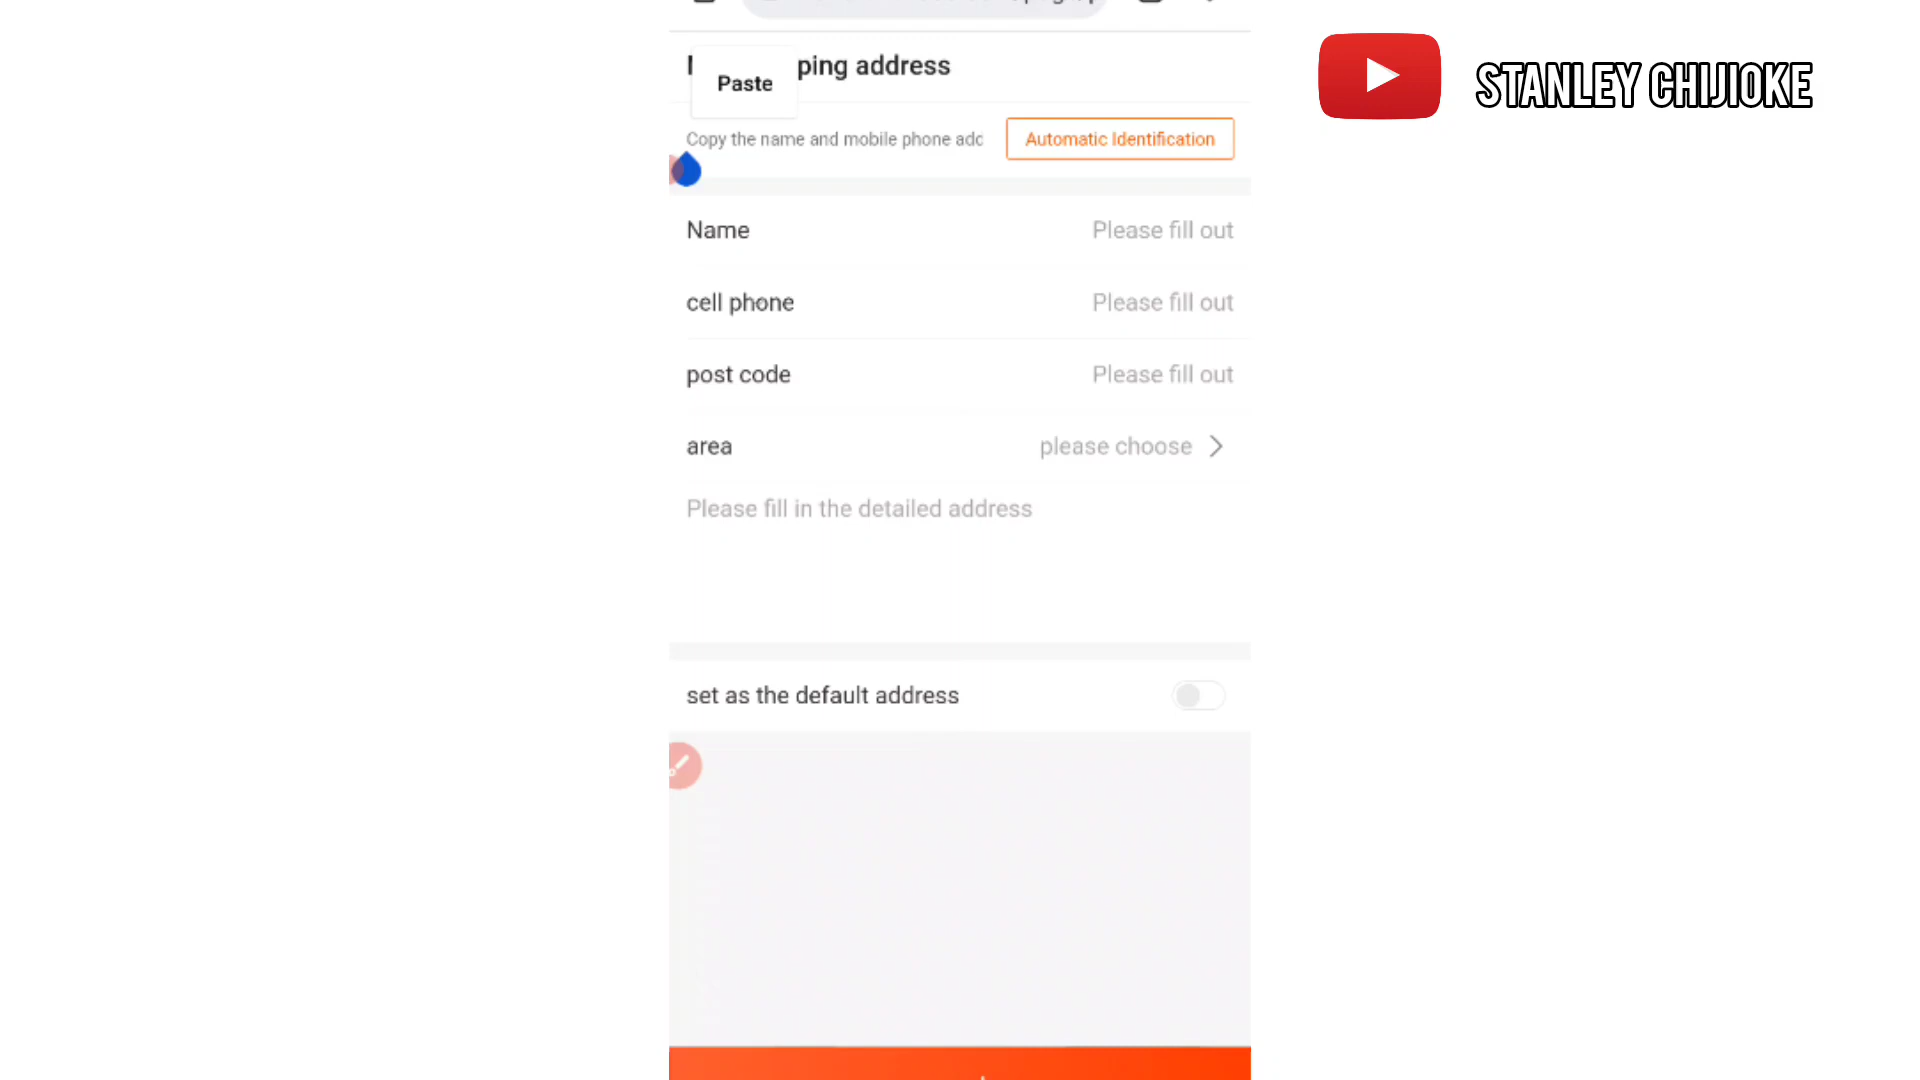 ping address
Paste
Copy the name and mobile phone adc
Automatic Identification
Name
Please fill out
cell phone
Please fill out
post code
Please fill out
area
please choose
Please fill in the detailed address
set as the default address
STANLEY CHIJIOKE